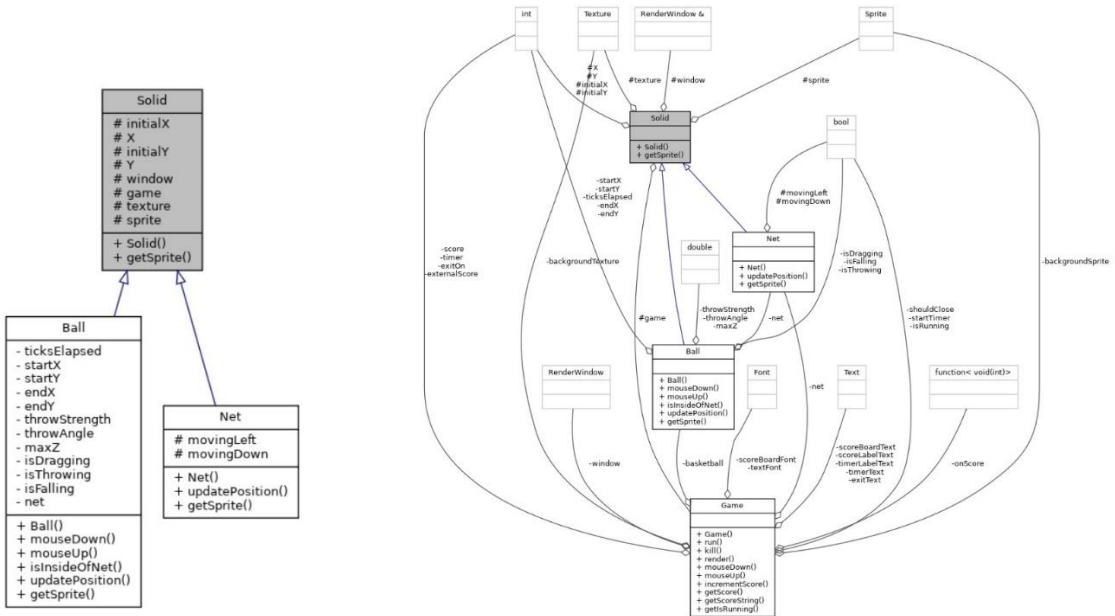 Solid
# initialX
# X
# initialY
# Y
# window
# game
# texture
# sprite
+ Solid()
+ getSprite()
Ball
- ticksElapsed
- startX
- startY
- endX
- endY
- throwStrength
- throwAngle
- maxZ
- isDragging
- isThrowing
- isFalling
- net
+ Ball()
+ mouseDown()
+ mouseUp()
+ isInsideOfNet()
+ updatePosition()
+ getSprite()
Net
# movingLeft
# movingDown
+ Net()
+ updatePosition()
+ getSprite()
int
Texture
RenderWindow &
Sprite
#X
#Y
#initialX
#initialY
#texture
#window
#sprite
Solid
+ Solid()
+ getSprite()
bool
-startX
-startY
-ticksElapsed
-endX
-endY
#movingLeft
#movingDown
-score
-timer
-exitOn
-externalScore
-backgroundTexture
double
Net
+ Net()
+ updatePosition()
+ getSprite()
-isDragging
-isFalling
-isThrowing
-backgroundSprite
#game
-throwStrength
-throwAngle
-maxZ
-net
-shouldClose
-startTimer
-isRunning
RenderWindow
Ball
+ Ball()
+ mouseDown()
+ mouseUp()
+ isInsideOfNet()
+ updatePosition()
+ getSprite()
Font
Text
function< void(int)>
-net
-window
-basketball
-scoreBoardFont
-textFont
-scoreBoardText
-scoreLabelText
-timerLabelText
-timerText
-exitText
-onScore
Game
+ Game()
+ run()
+ kill()
+ render()
+ mouseDown()
+ mouseUp()
+ incrementScore()
+ getScore()
+ getScoreString()
+ getIsRunning()